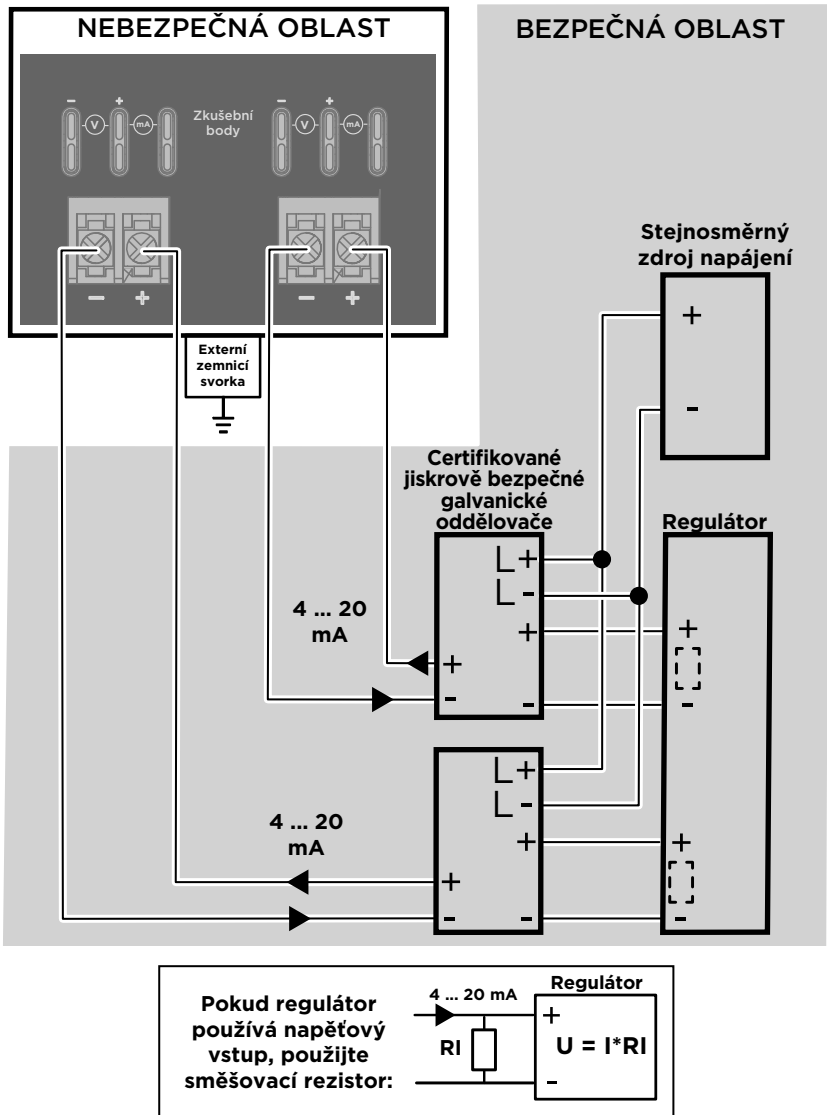 NEBEZPEČNÁ OBLAST
BEZPEČNÁ OBLAST
- + - +
V mA V mA
Zkušební
body
- + - +
Externí
zemnicí
svorka
Stejnosměrný
zdroj napájení
+
-
Certifikované
jiskrově bezpečné
galvanické
oddělovače
Regulátor
L+
L-
+ +
4 ... 20
mA
+
- - -
L+
L-
+ +
4 ... 20
mA
+
- - -
Pokud regulátor
používá napěťový
vstup, použijte
směšovací rezistor:
4 ... 20 mA
RI
Regulátor
+
U = I*RI
-